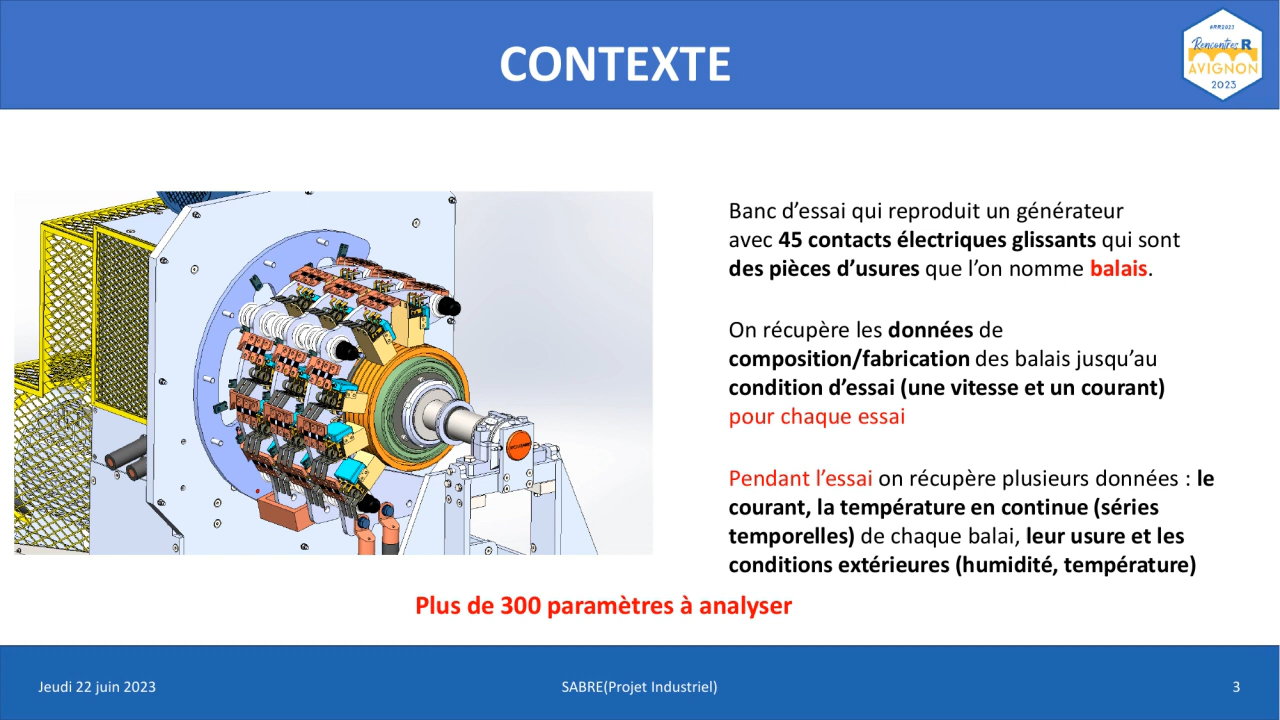 CONTEXTE
#RR2023
Rencontres R
AVIGNON
2023
Banc d’essai qui reproduit un générateur
avec 45 contacts électriques glissants qui sont
des pièces d’usures que l’on nomme balais.
On récupère les données de
composition/fabrication des balais jusqu’au
condition d’essai (une vitesse et un courant)
pour chaque essai
Pendant l’essai on récupère plusieurs données : le
courant, la température en continue (séries
temporelles) de chaque balai, leur usure et les
conditions extérieures (humidité, température)
Plus de 300 paramètres à analyser
Jeudi 22 juin 2023
SABRE(Projet Industriel)
3